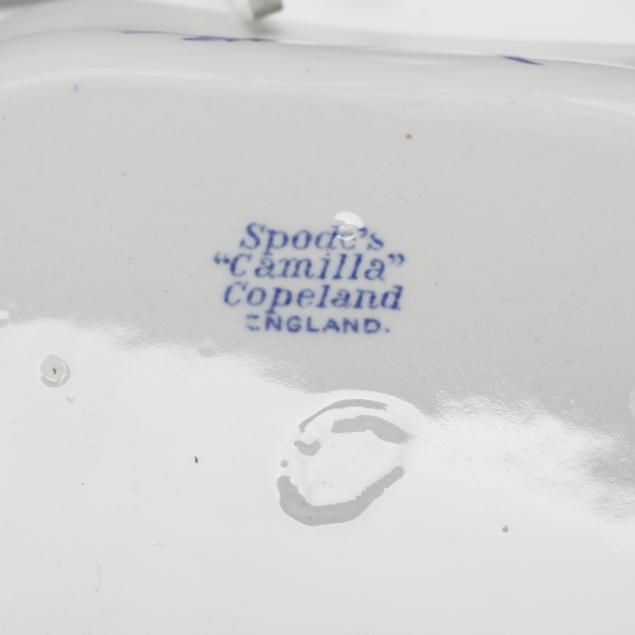 Spode's
"Camilla"
Copeland
ENGLAND.